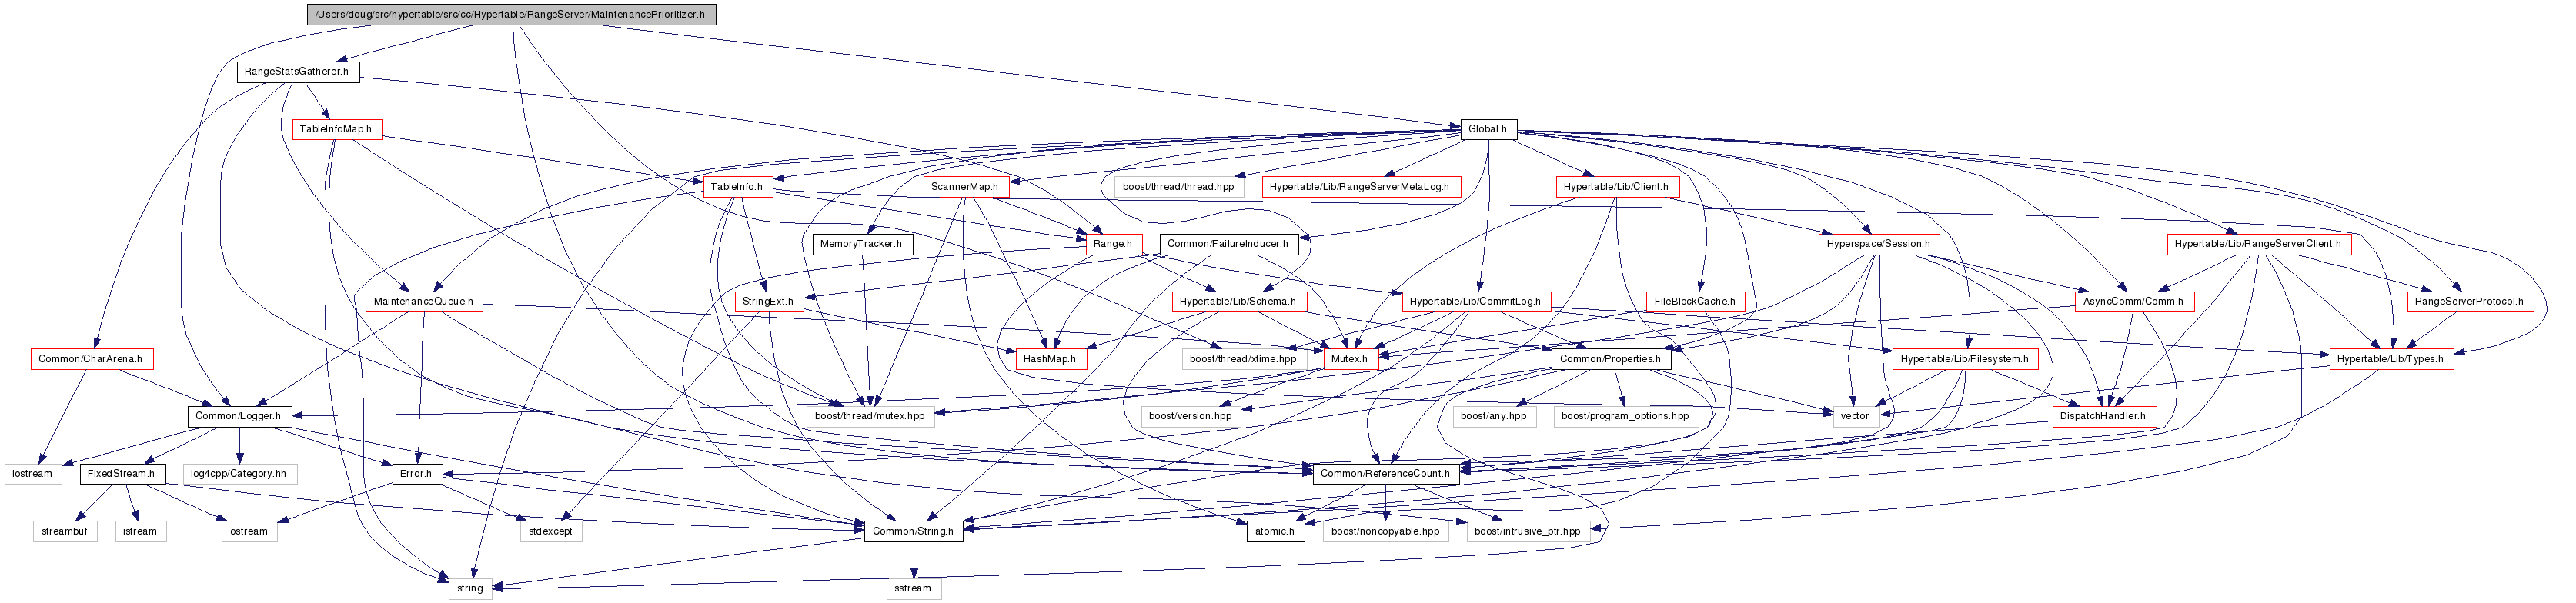 /Users/doug/src/hypertable/src/cc/Hypertable/RangeServer/MaintenancePrioritizer.h
RangeStatsGatherer.h
TableInfoMap.h
Global.h
TableInfo.h
ScannerMap.h
boost/thread/thread.hpp
Hypertable/Lib/RangeServerMetaLog.h
Hypertable/Lib/Client.h
MemoryTracker.h
Range.h
Common/FailureInducer.h
Hyperspace/Session.h
Hypertable/Lib/RangeServerClient.h
MaintenanceQueue.h
StringExt.h
Hypertable/Lib/Schema.h
Hypertable/Lib/CommitLog.h
FileBlockCache.h
AsyncComm/Comm.h
RangeServerProtocol.h
Common/CharArena.h
HashMap.h
boost/thread/xtime.hpp
Mutex.h
Common/Properties.h
Hypertable/Lib/Filesystem.h
Hypertable/Lib/Types.h
Common/Logger.h
boost/thread/mutex.hpp
boost/version.hpp
boost/any.hpp
boost/program_options.hpp
vector
DispatchHandler.h
iostream
FixedStream.h
log4cpp/Category.hh
Error.h
Common/ReferenceCount.h
streambuf
istream
ostream
stdexcept
Common/String.h
atomic.h
boost/noncopyable.hpp
boost/intrusive_ptr.hpp
string
sstream